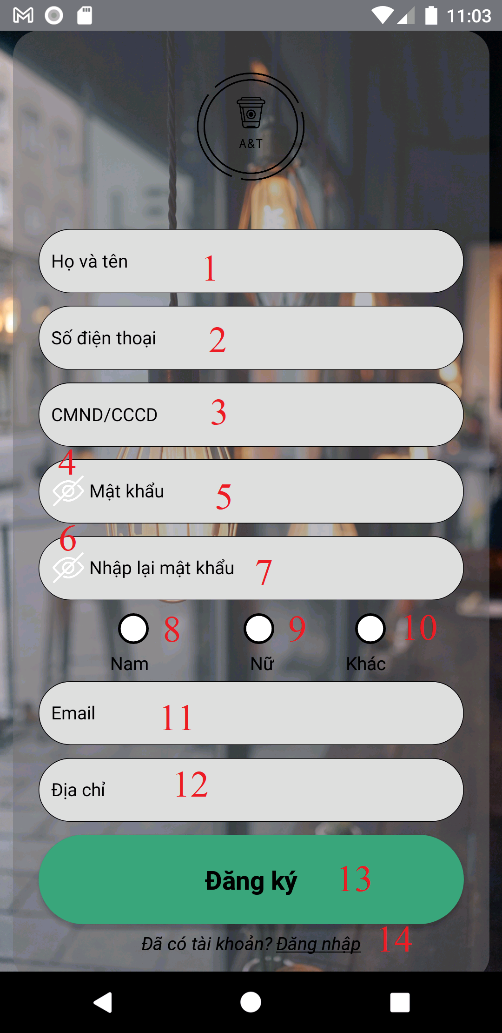 11:03
A&T
Họ và tên 1
Số điện thoại 2
CMND/CCCD 3
4
Mật khẩu 5
6
Nhập lại mật khẩu 7
8 9 10
Nam Nữ Khác
Email 11
Địa chỉ 12
Đăng ký 13
Đã có tài khoản? Đăng nhập 14